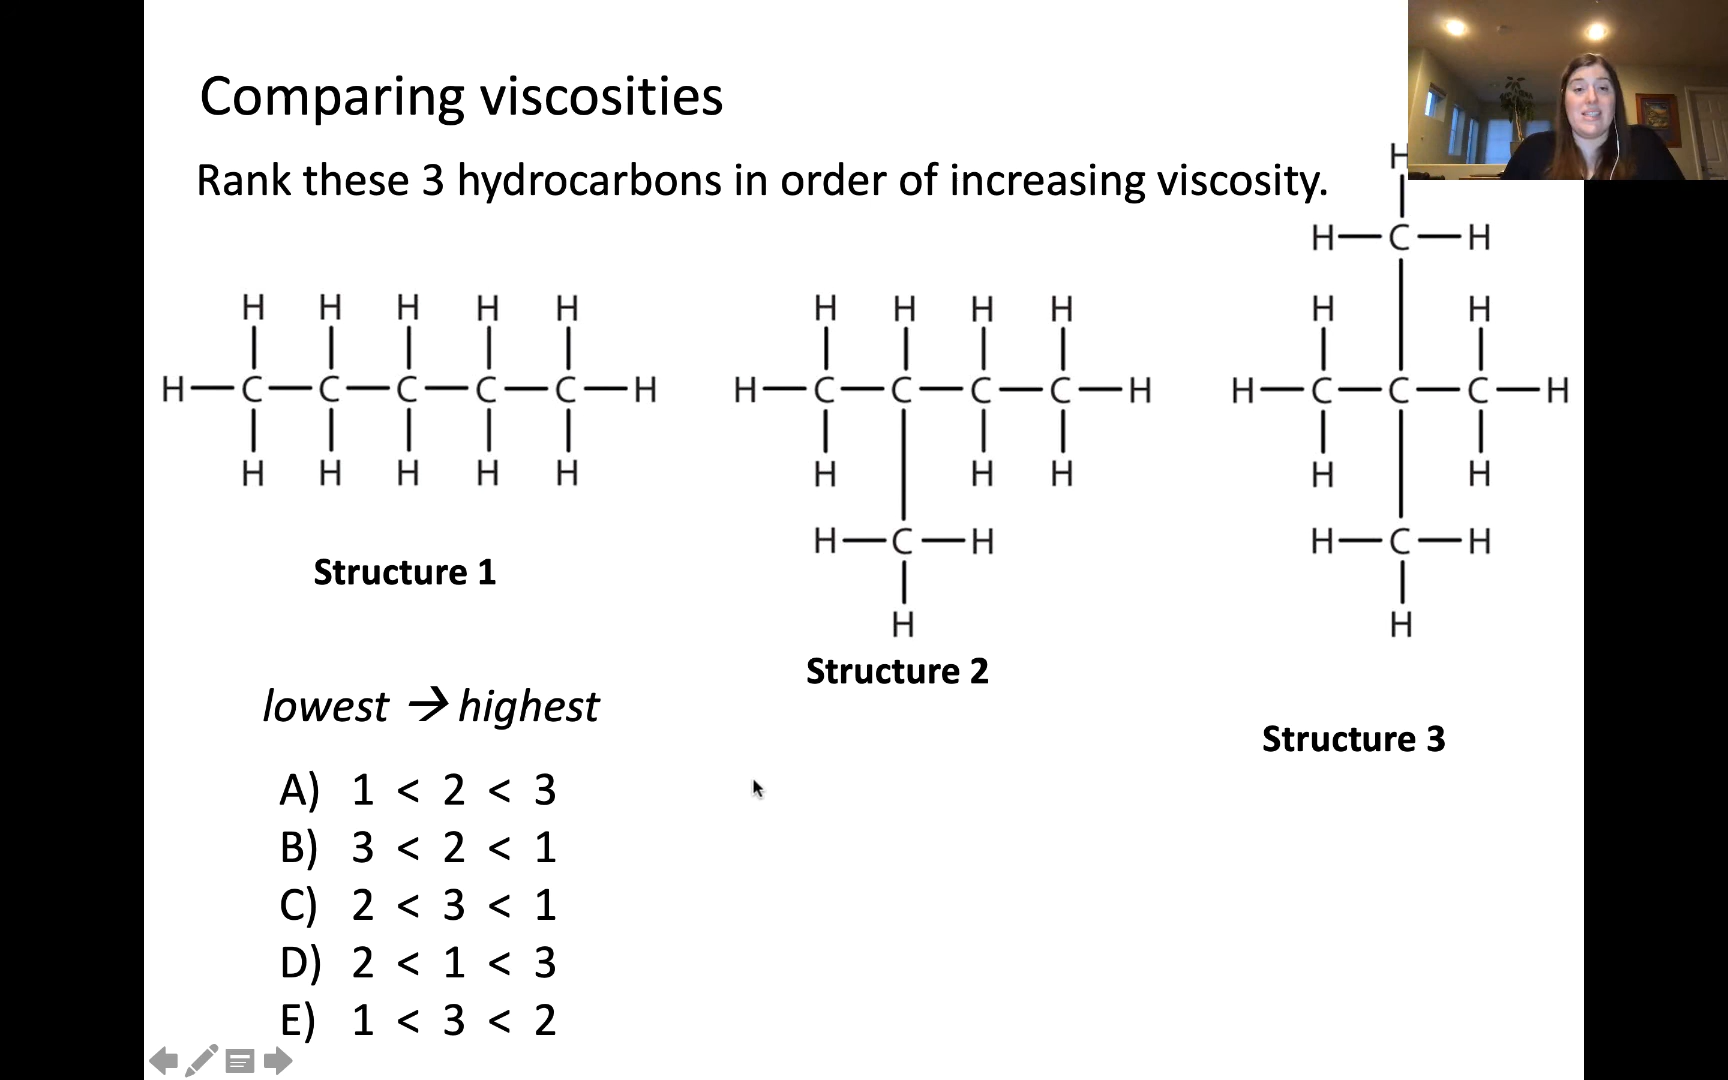 Comparing viscosities
Rank these 3 hydrocarbons in order of increasing viscosity.
H H H H H
H—C—C—C—C—C—H
H H H H H
Structure 1
H H H H
H—C—C—C—C—H
H H H
H—C—H
H
Structure 2
H
H—C—H
H H
H—C—C—C—H
H H
H—C—H
H
Structure 3
lowest → highest
A) 1 < 2 < 3
B) 3 < 2 < 1
C) 2 < 3 < 1
D) 2 < 1 < 3
E) 1 < 3 < 2